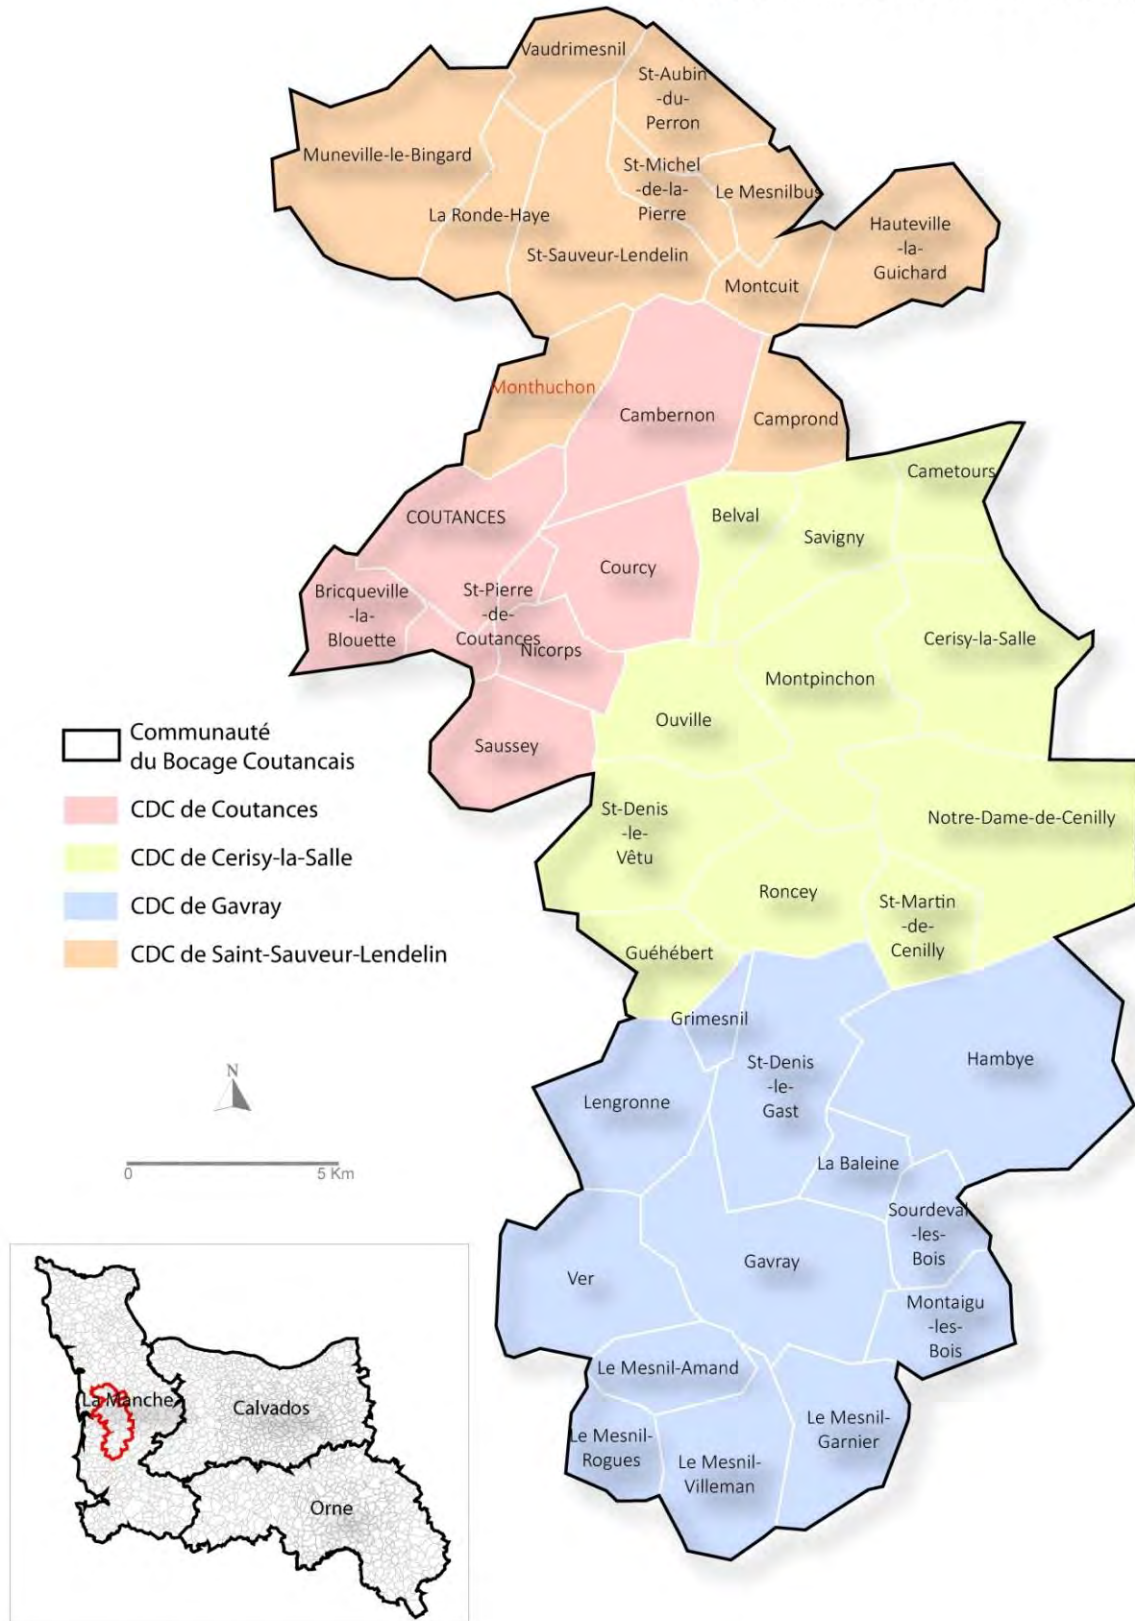 Vaudrimesnil
St-Aubin
-du-
Perron
Muneville-le-Bingard
St-Michel
-de-la-
Pierre
Le Mesnilbus
La Ronde-Haye
Hauteville
-la-
Guichard
St-Sauveur-Lendelin
Montcuit
Monthuchon
Cambernon
Camprond
Cametours
COUTANCES
Belval
Savigny
Courcy
Bricqueville
-la-
Blouette
St-Pierre
-de-
Coutances
Nicorps
Cerisy-la-Salle
Montpinchon
Ouville
Saussey
St-Denis
-le-
Vêtu
Notre-Dame-de-Cenilly
Roncey
St-Martin
-de-
Cenilly
Guéhébert
Grimesnil
St-Denis
-le-
Gast
Hambye
Lengronne
La Baleine
Sourdeval
-les-
Bois
Ver
Gavray
Montaigu
-les-
Bois
Le Mesnil-Amand
Le Mesnil-
Rogues
Le Mesnil-
Villeman
Le Mesnil-
Garnier
Communauté
du Bocage Coutancais
CDC de Coutances
CDC de Cerisy-la-Salle
CDC de Gavray
CDC de Saint-Sauveur-Lendelin
N
0 5 Km
La Manche
Calvados
Orne